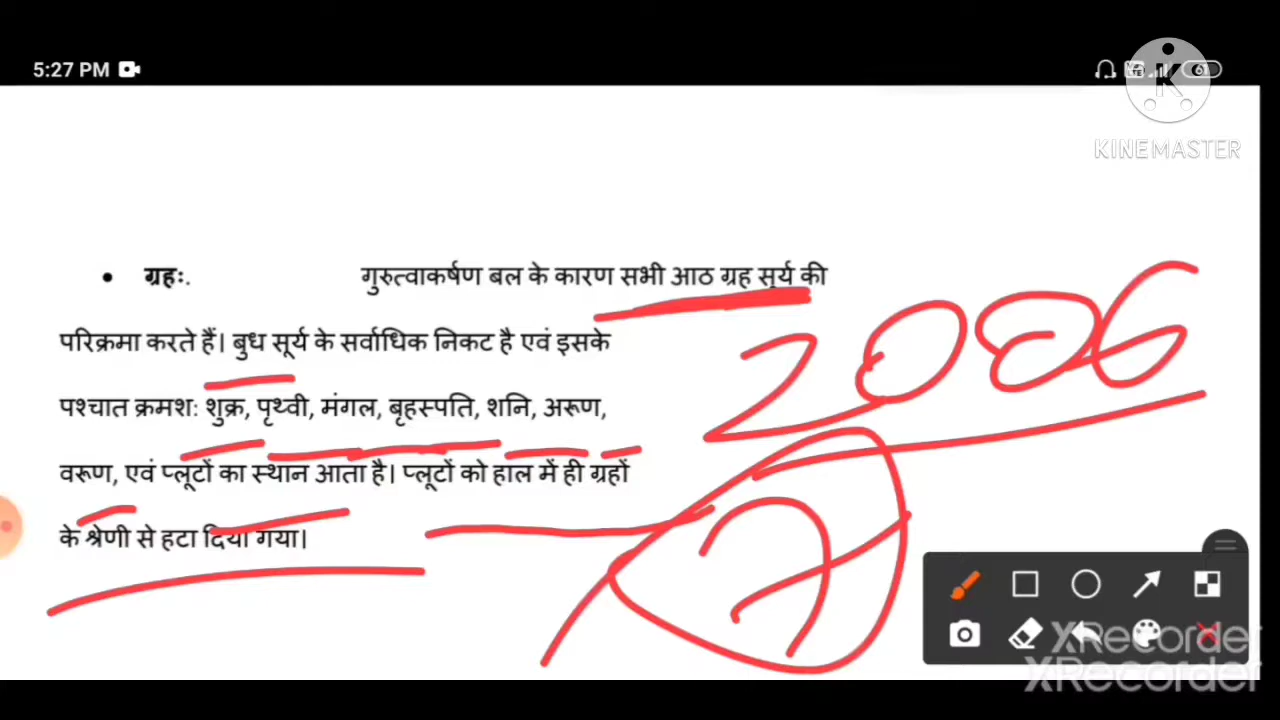 5:27 PM
KINEMASTER
• ग्रहः. गुरुत्वाकर्षण बल के कारण सभी आठ ग्रह सूर्य की
परिक्रमा करते हैं। बुध सूर्य के सर्वाधिक निकट है एवं इसके
पश्चात क्रमशः शुक्र, पृथ्वी, मंगल, बृहस्पति, शनि, अरूण,
वरूण, एवं प्लूटों का स्थान आता है। प्लूटों को हाल में ही ग्रहों
के श्रेणी से हटा दिया गया।
2006
XRecorder
XRecorder